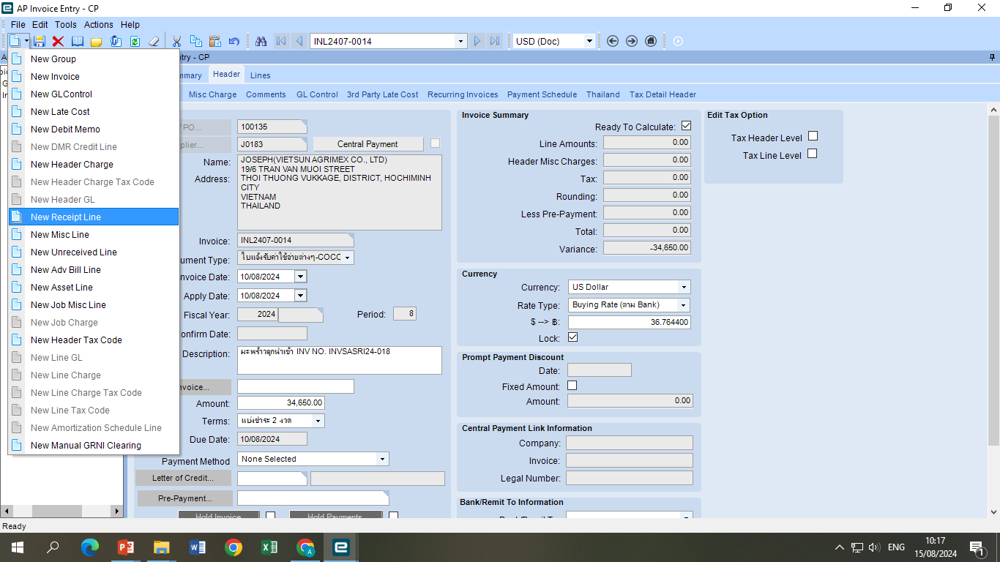 AP Invoice Entry - CP
File Edit Tools Actions Help
INL2407-0014
USD (Doc)
ntry - CP
New Group
New Invoice
New GLControl
New Late Cost
New Debit Memo
New DMR Credit Line
New Header Charge
New Header Charge Tax Code
New Header GL
New Receipt Line
New Misc Line
New Unreceived Line
New Adv Bill Line
New Asset Line
New Job Misc Line
New Job Charge
New Header Tax Code
New Line GL
New Line Charge
New Line Charge Tax Code
New Line Tax Code
New Amortization Schedule Line
New Manual GRNI Clearing
mmary Header Lines
Misc Charge Comments GL Control 3rd Party Late Cost Recurring Invoices Payment Schedule Thailand Tax Detail Header
PO... 100135
plier... J0183 Central Payment
Name: JOSEPH(VIETSUN AGRIMEX CO., LTD)
Address: 19/6 TRAN VAN MUOI STREET
THOI THUONG VUKKAGE, DISTRICT, HOCHIMINH
CITY
VIETNAM
THAILAND
Invoice: INL2407-0014
ument Type: ใบแจ้งรับค่าใช้จ่ายต่างๆ-COCC
nvoice Date: 10/08/2024
Apply Date: 10/08/2024
Fiscal Year: 2024 Period: 8
onfirm Date:
Description: มะพร้าวลูกนำเข้า INV NO. INVSASRI24-018
nvoice...
Amount: 34,650.00
Terms: แบ่งชำระ 2 งวด
Due Date: 10/08/2024
Payment Method None Selected
Letter of Credit...
Pre-Payment...
Hold Invoice Hold Payments
Invoice Summary
Ready To Calculate:
Line Amounts: 0.00
Header Misc Charges: 0.00
Tax: 0.00
Rounding: 0.00
Less Pre-Payment: 0.00
Total: 0.00
Variance: -34,650.00
Currency
Currency: US Dollar
Rate Type: Buying Rate (ตาม Bank)
$ --> ฿: 36.764400
Lock:
Prompt Payment Discount
Date:
Fixed Amount:
Amount: 0.00
Central Payment Link Information
Company:
Invoice:
Legal Number:
Bank/Remit To Information
Edit Tax Option
Tax Header Level
Tax Line Level
Ready
ENG
10:17
15/08/2024
1